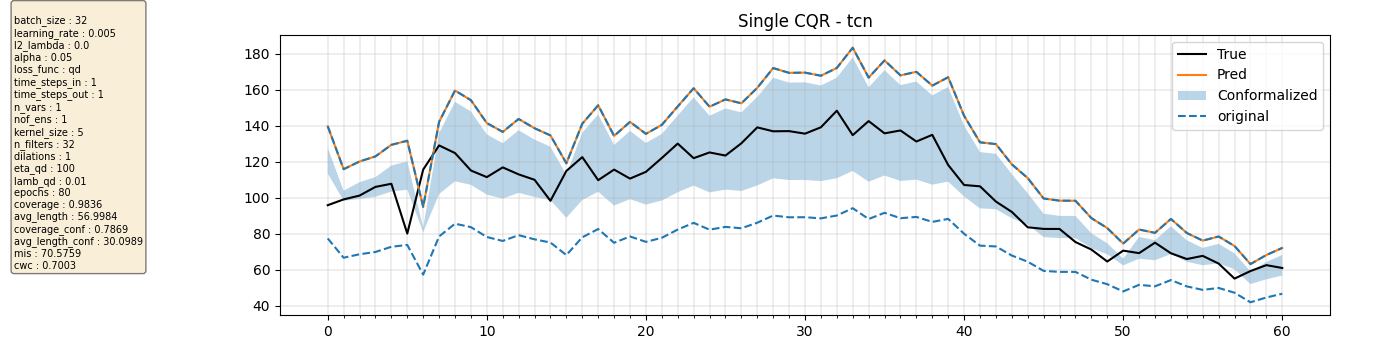 batch_size : 32
learning_rate : 0.005
l2_lambda : 0.0
alpha : 0.05
loss_func : qd
time_steps_in : 1
time_steps_out : 1
n_vars : 1
nof_ens : 1
kernel_size : 5
n_filters : 32
dilations : 1
eta_qd : 100
lamb_qd : 0.01
epochs : 80
coverage : 0.9836
avg_length : 56.9984
coverage_conf : 0.7869
avg_length_conf : 30.0989
mis : 70.5759
cwc : 0.7003
Single CQR - tcn
180
160
140
120
100
80
60
40
0 10 20 30 40 50 60
True
Pred
Conformalized
original